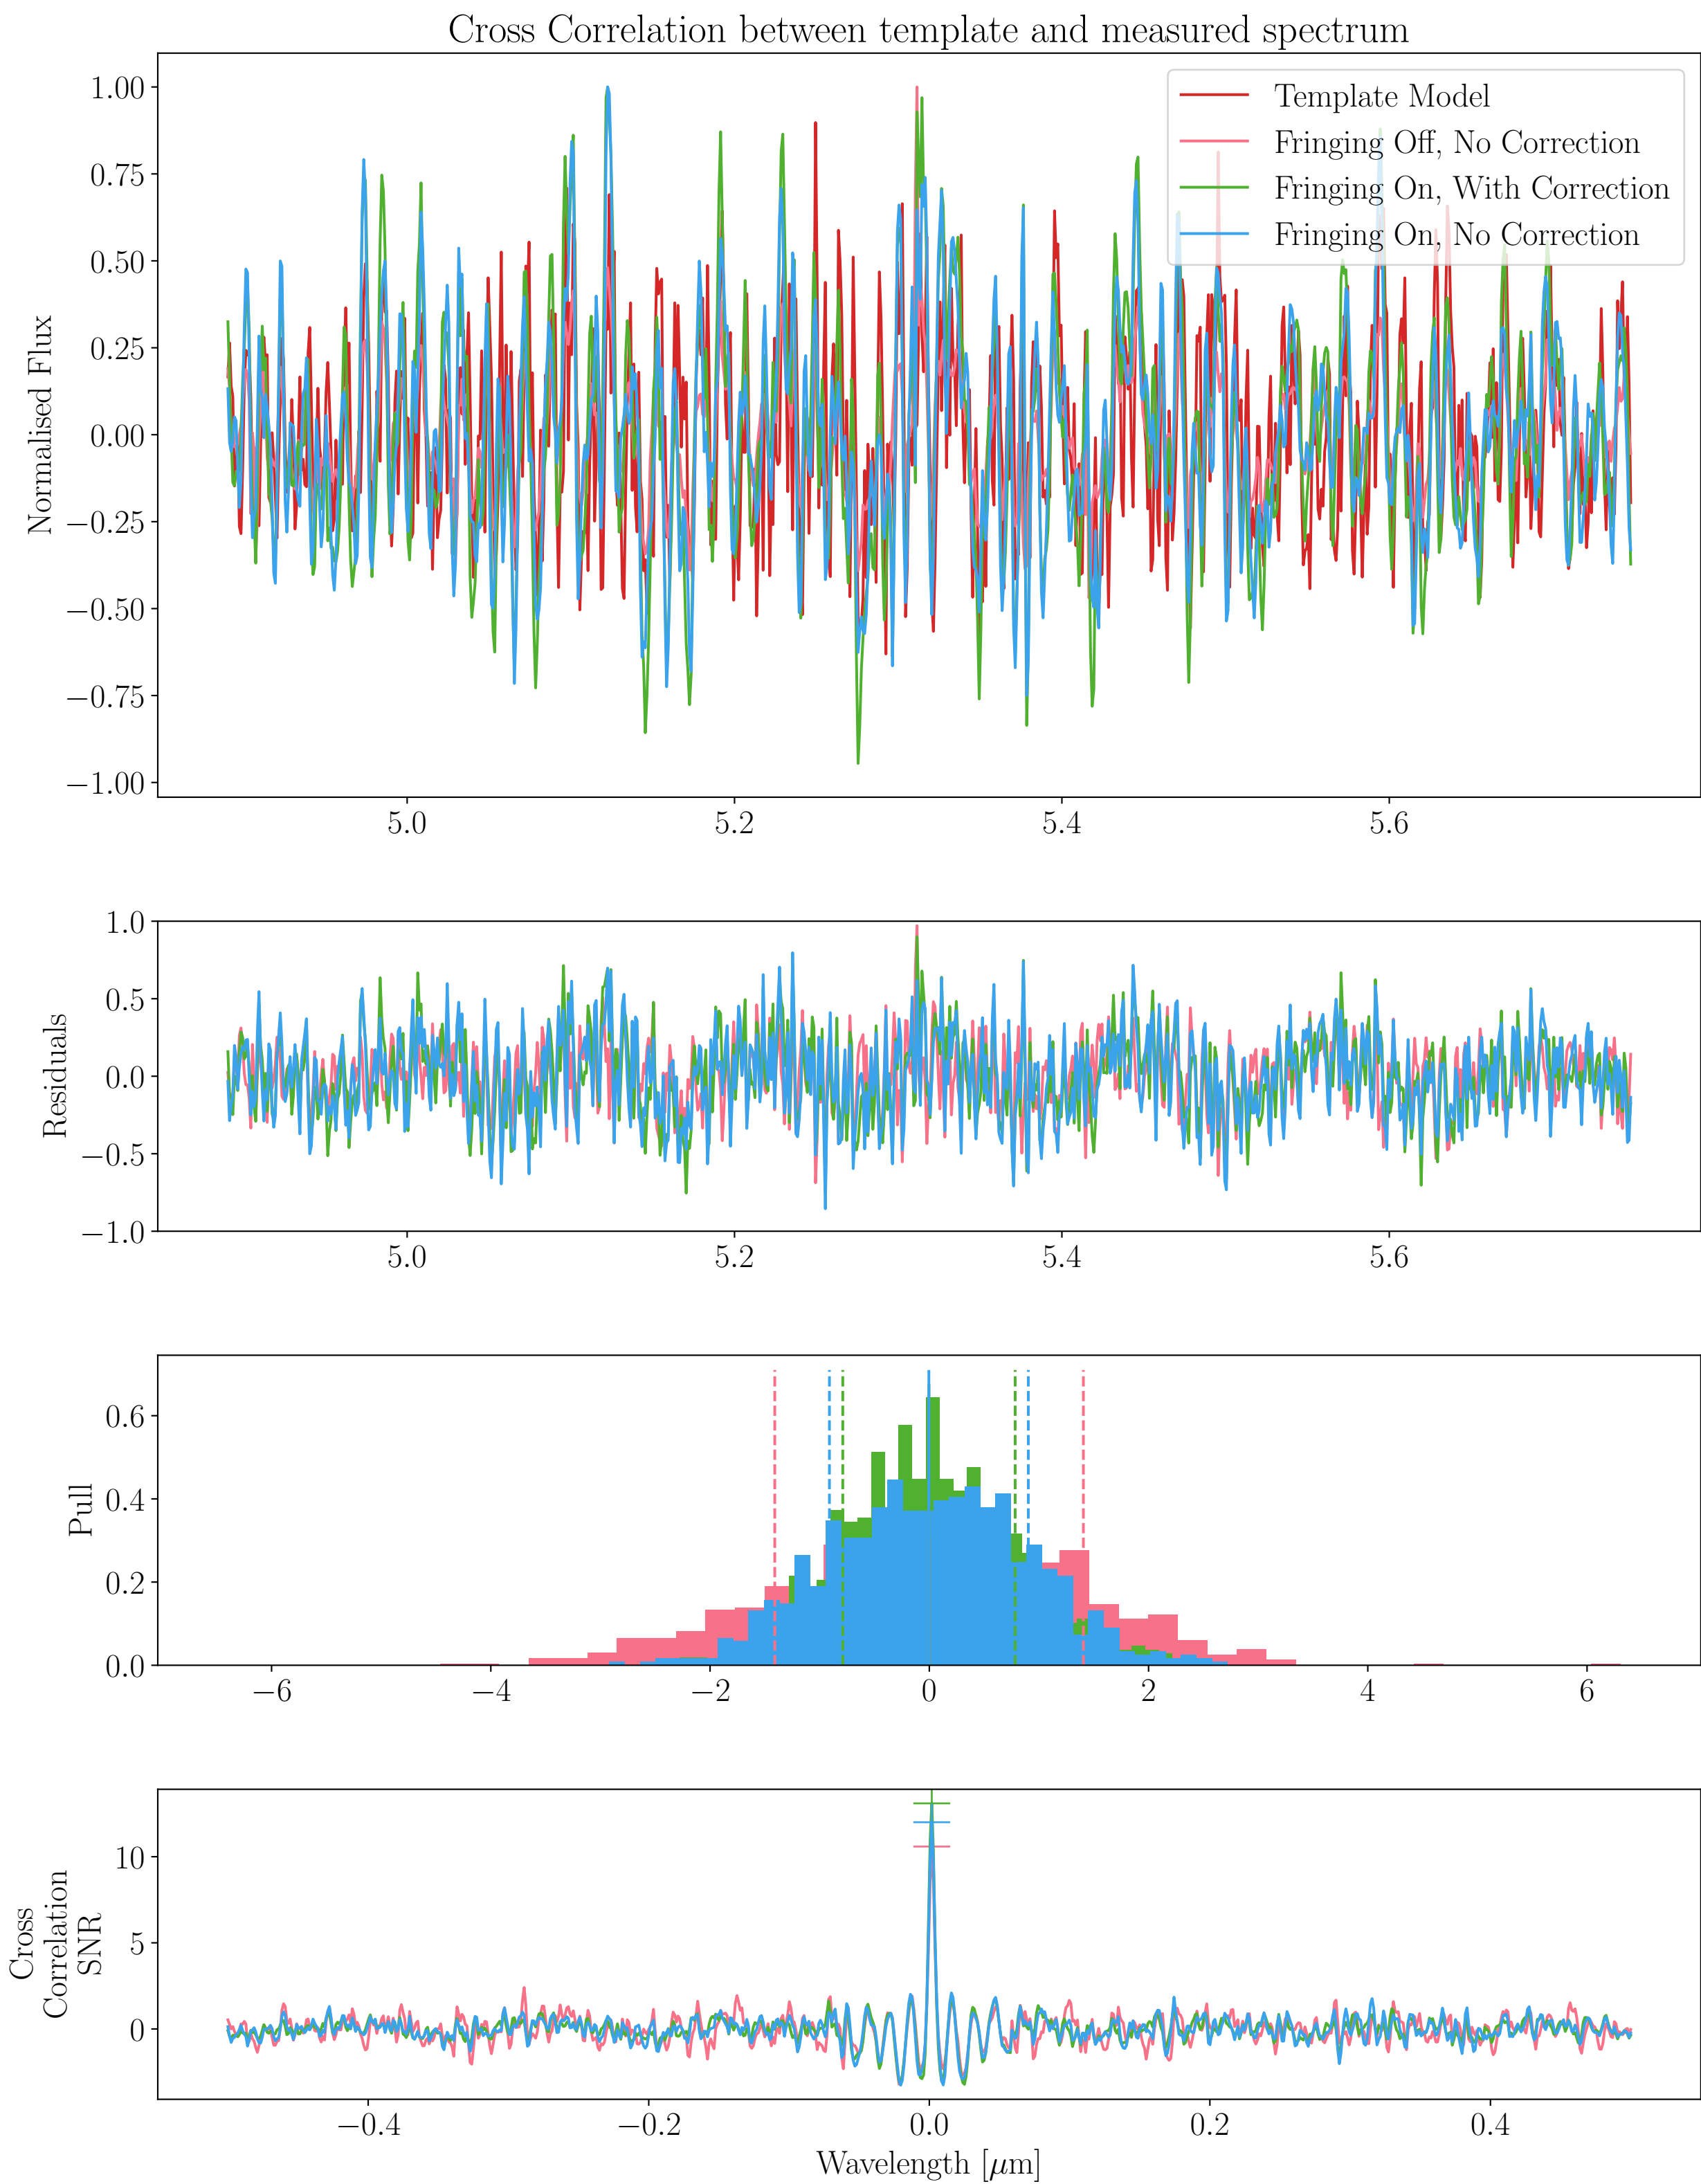 Cross Correlation between template and measured spectrum
Normalised Flux
1.00
0.75
0.50
0.25
0.00
−0.25
−0.50
−0.75
−1.00
Template Model
Fringing Off, No Correction
Fringing On, With Correction
Fringing On, No Correction
5.0 5.2 5.4 5.6
Residuals
1.0
0.5
0.0
−0.5
−1.0
5.0 5.2 5.4 5.6
Pull
0.6
0.4
0.2
0.0
−6 −4 −2 0 2 4 6
Cross
Correlation
SNR
10
5
0
−0.4 −0.2 0.0 0.2 0.4
Wavelength [μm]